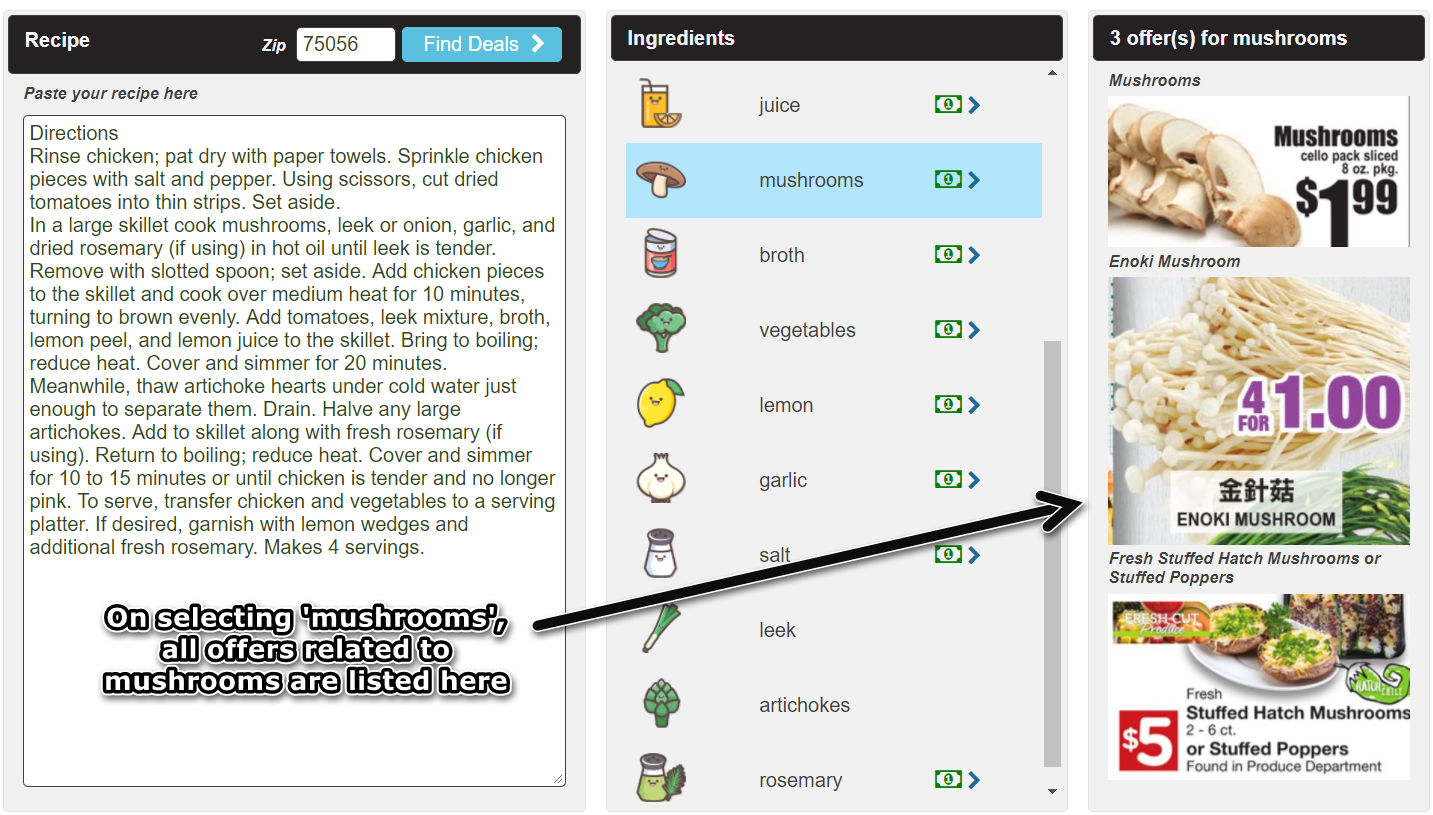 Recipe
Zip
75056
Find Deals
Paste your recipe here
Directions
Rinse chicken; pat dry with paper towels. Sprinkle chicken
pieces with salt and pepper. Using scissors, cut dried
tomatoes into thin strips. Set aside.
In a large skillet cook mushrooms, leek or onion, garlic, and
dried rosemary (if using) in hot oil until leek is tender.
Remove with slotted spoon; set aside. Add chicken pieces
to the skillet and cook over medium heat for 10 minutes,
turning to brown evenly. Add tomatoes, leek mixture, broth,
lemon peel, and lemon juice to the skillet. Bring to boiling;
reduce heat. Cover and simmer for 20 minutes.
Meanwhile, thaw artichoke hearts under cold water just
enough to separate them. Drain. Halve any large
artichokes. Add to skillet along with fresh rosemary (if
using). Return to boiling; reduce heat. Cover and simmer
for 10 to 15 minutes or until chicken is tender and no longer
pink. To serve, transfer chicken and vegetables to a serving
platter. If desired, garnish with lemon wedges and
additional fresh rosemary. Makes 4 servings.
On selecting 'mushrooms',
all offers related to
mushrooms are listed here
Ingredients
juice
mushrooms
broth
vegetables
lemon
garlic
salt
leek
artichokes
rosemary
3 offer(s) for mushrooms
Mushrooms
Mushrooms
cello pack sliced
8 oz. pkg.
$199
Enoki Mushroom
4 FOR 1.00
金針菇
ENOKI MUSHROOM
Fresh Stuffed Hatch Mushrooms or
Stuffed Poppers
FRESH-CUT
Produce
HATCH CHILE
Fresh
Stuffed Hatch Mushrooms
2 - 6 ct.
$5
or Stuffed Poppers
Found in Produce Department